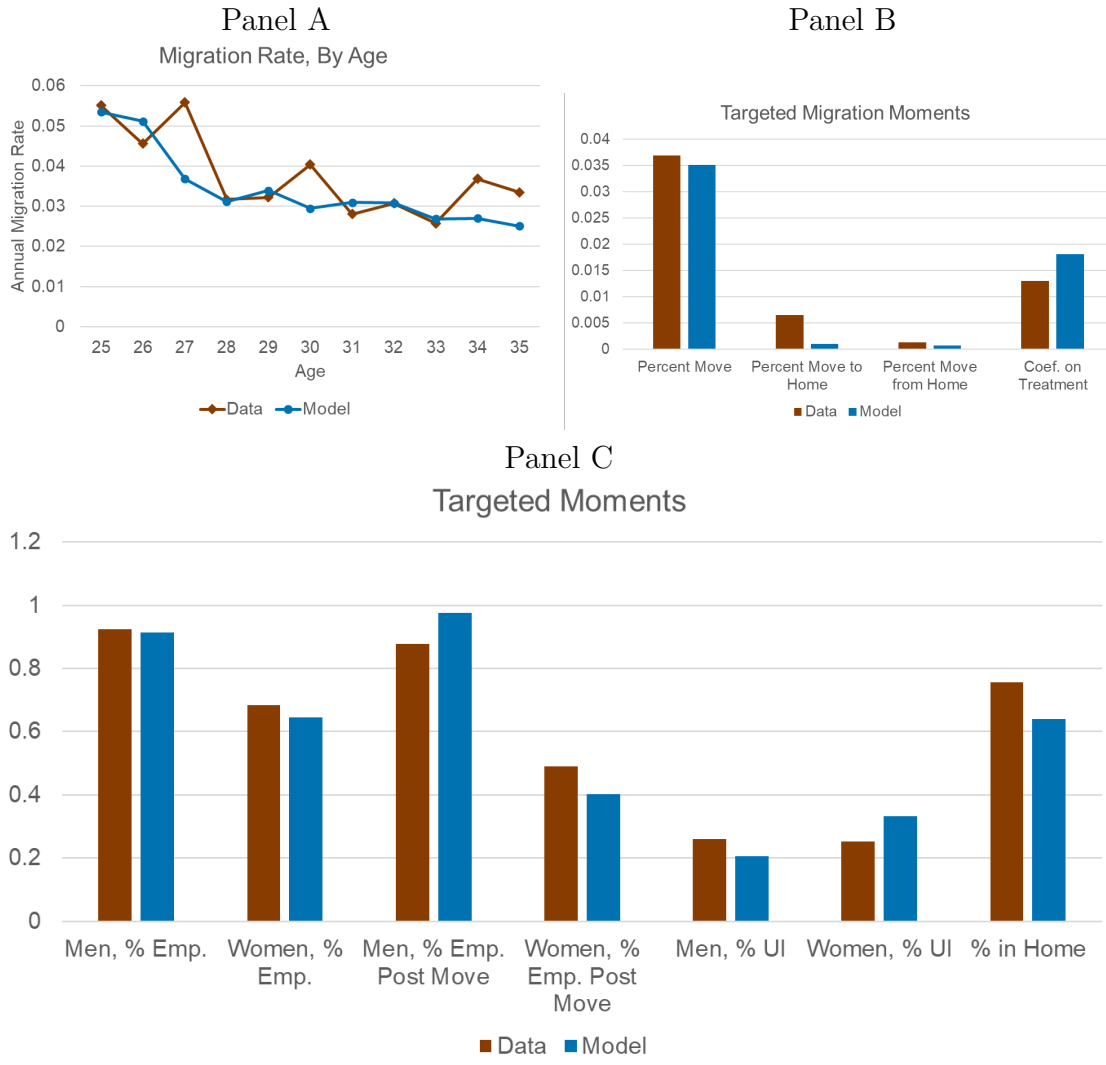 Panel A
Migration Rate, By Age
Annual Migration Rate
0.06
0.05
0.04
0.03
0.02
0.01
0
25 26 27 28 29 30 31 32 33 34 35
Age
Data Model
Panel B
Targeted Migration Moments
0.04
0.035
0.03
0.025
0.02
0.015
0.01
0.005
0
Percent Move
Percent Move to
Home
Percent Move
from Home
Coef. on
Treatment
Data Model
Panel C
Targeted Moments
1.2
1
0.8
0.6
0.4
0.2
0
Men, % Emp.
Women, %
Emp.
Men, % Emp.
Post Move
Women, %
Emp. Post
Move
Men, % UI
Women, % UI
% in Home
Data Model